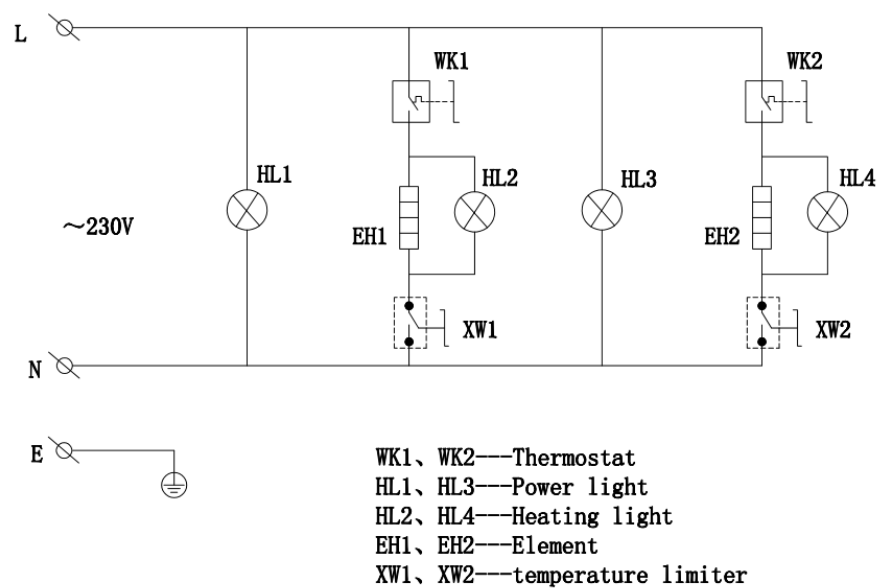 L
WK1
WK2
HL1
HL2
HL3
HL4
～230V
EH1
EH2
XW1
XW2
N
E
WK1、WK2---Thermostat
HL1、HL3---Power light
HL2、HL4---Heating light
EH1、EH2---Element
XW1、XW2---temperature limiter